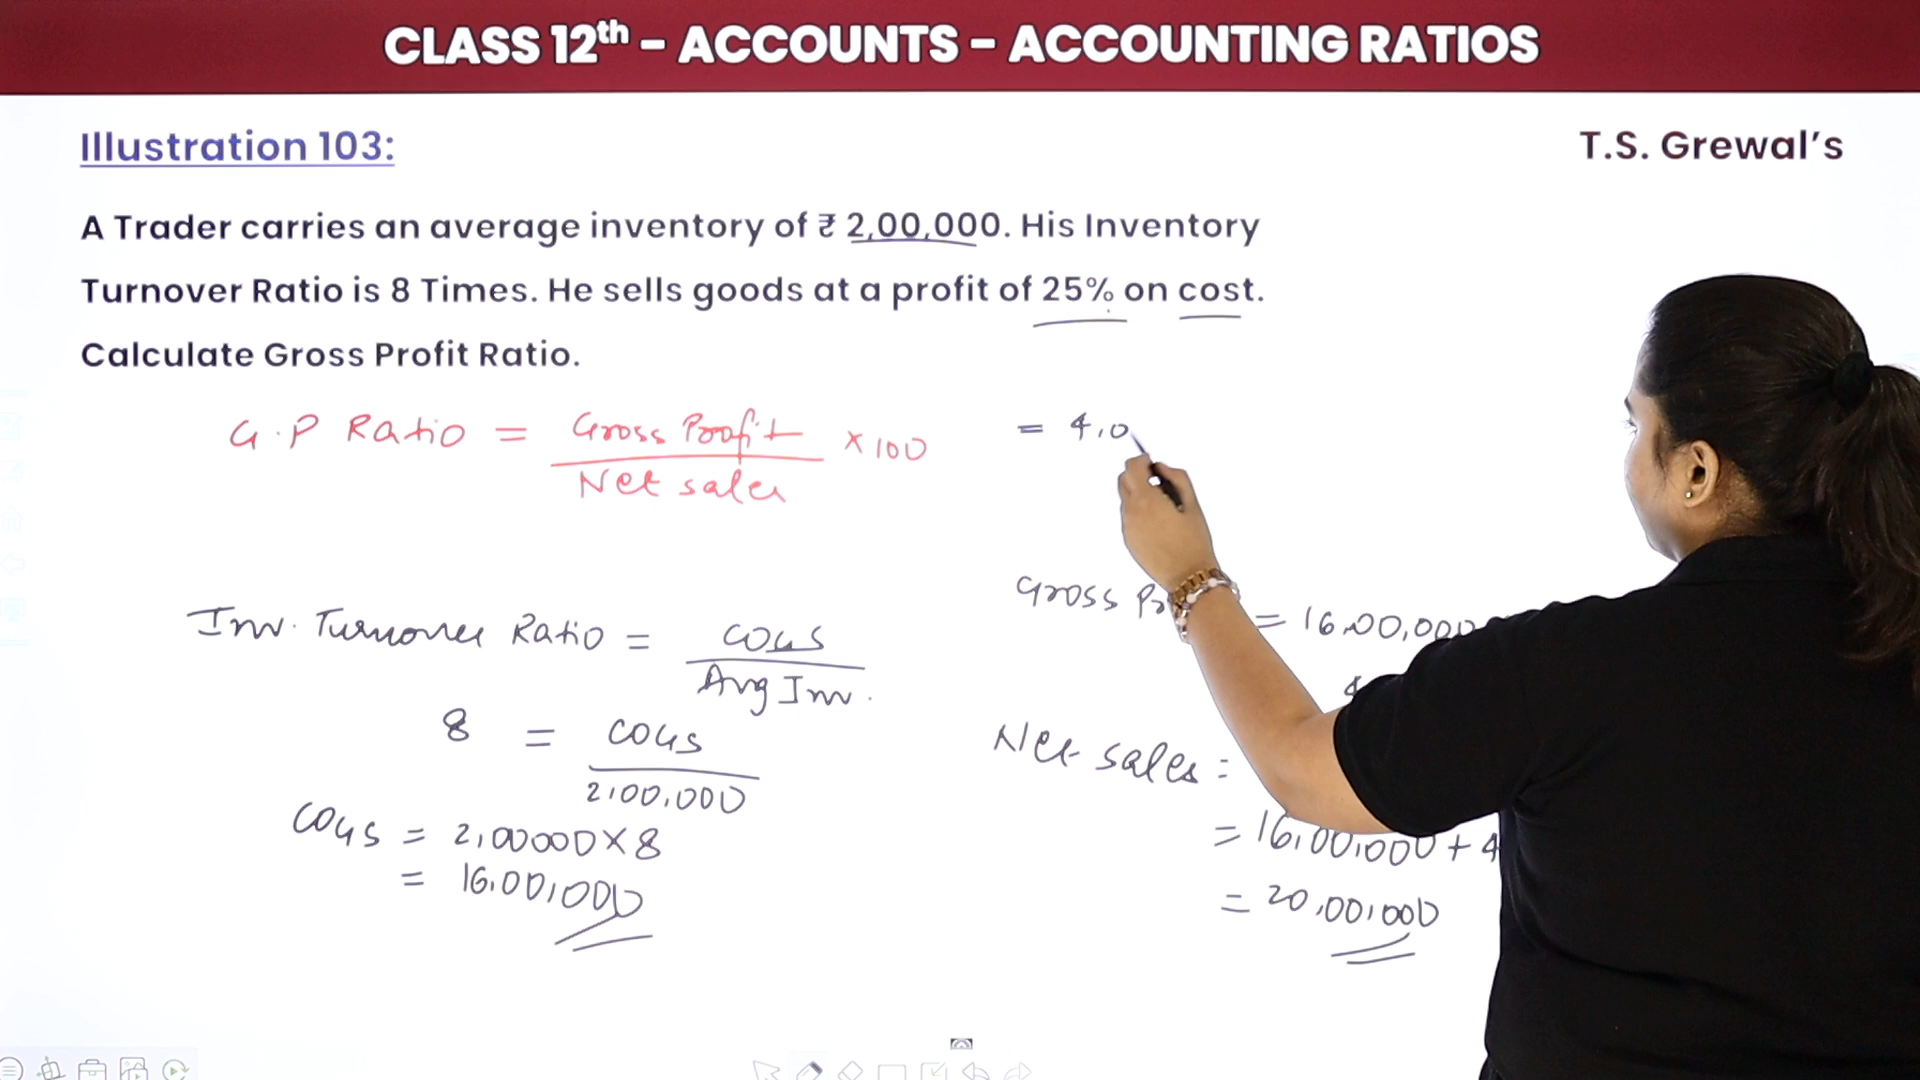 CLASS 12th – ACCOUNTS – ACCOUNTING RATIOS
Illustration 103:
T.S. Grewal's
A Trader carries an average inventory of ₹ 2,00,000. His Inventory
Turnover Ratio is 8 Times. He sells goods at a profit of 25% on cost.
Calculate Gross Profit Ratio.
G.P Ratio = Gross Profit × 100 = 4,0
Net sales
Inv. Turnover Ratio = COGS
Avg Inv.
8 = COGS
2,00,000
COGS = 2,00000 × 8
= 16,00,000
Gross = 16,00,000
Net sales =
= 16,00,000 + 4
= 20,00,000